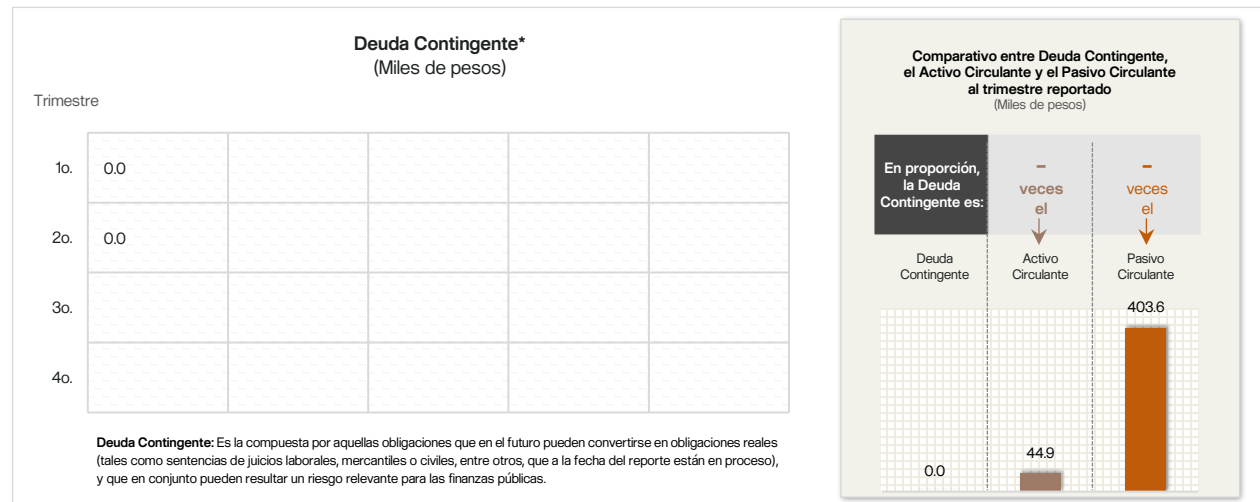 Deuda Contingente*
(Miles de pesos)
Trimestre
1o. 0.0
2o. 0.0
3o.
4o.
Deuda Contingente: Es la compuesta por aquellas obligaciones que en el futuro pueden convertirse en obligaciones reales
(tales como sentencias de juicios laborales, mercantiles o civiles, entre otros, que a la fecha del reporte están en proceso),
y que en conjunto pueden resultar un riesgo relevante para las finanzas públicas.
Comparativo entre Deuda Contingente,
el Activo Circulante y el Pasivo Circulante
al trimestre reportado
(Miles de pesos)
En proporción,
la Deuda
Contingente es:
–
veces
el
–
veces
el
Deuda
Contingente
Activo
Circulante
Pasivo
Circulante
0.0
44.9
403.6